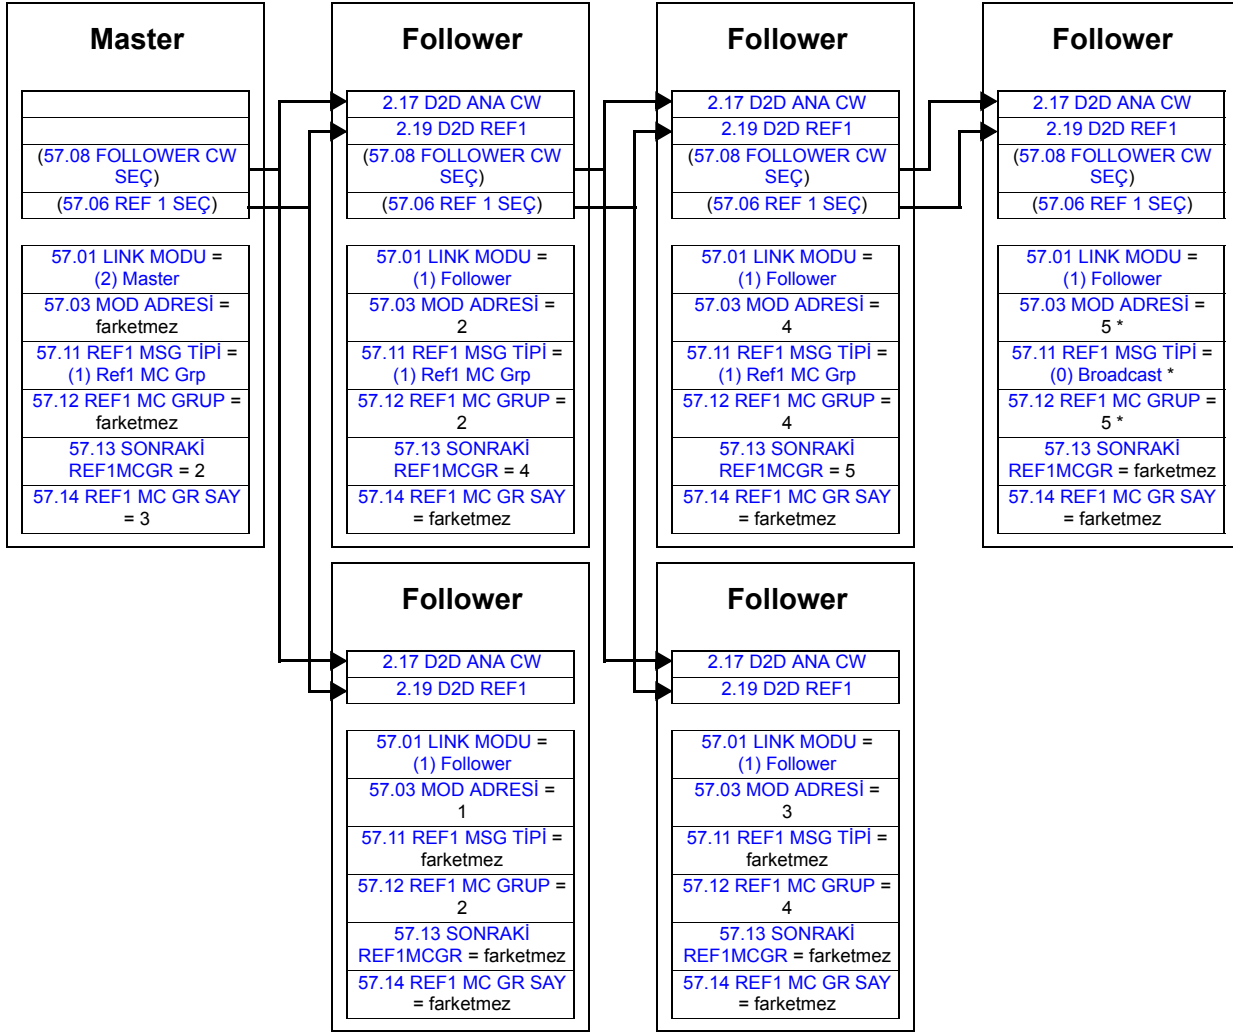 Master
(57.08 FOLLOWER CW
SEÇ)
(57.06 REF 1 SEÇ)
57.01 LINK MODU =
(2) Master
57.03 MOD ADRESİ =
farketmez
57.11 REF1 MSG TİPİ =
(1) Ref1 MC Grp
57.12 REF1 MC GRUP =
farketmez
57.13 SONRAKİ
REF1MCGR = 2
57.14 REF1 MC GR SAY
= 3
Follower
2.17 D2D ANA CW
2.19 D2D REF1
(57.08 FOLLOWER CW
SEÇ)
(57.06 REF 1 SEÇ)
57.01 LINK MODU =
(1) Follower
57.03 MOD ADRESİ =
2
57.11 REF1 MSG TİPİ =
(1) Ref1 MC Grp
57.12 REF1 MC GRUP =
2
57.13 SONRAKİ
REF1MCGR = 4
57.14 REF1 MC GR SAY
= farketmez
Follower
2.17 D2D ANA CW
2.19 D2D REF1
(57.08 FOLLOWER CW
SEÇ)
(57.06 REF 1 SEÇ)
57.01 LINK MODU =
(1) Follower
57.03 MOD ADRESİ =
4
57.11 REF1 MSG TİPİ =
(1) Ref1 MC Grp
57.12 REF1 MC GRUP =
4
57.13 SONRAKİ
REF1MCGR = 5
57.14 REF1 MC GR SAY
= farketmez
Follower
2.17 D2D ANA CW
2.19 D2D REF1
(57.08 FOLLOWER CW
SEÇ)
(57.06 REF 1 SEÇ)
57.01 LINK MODU =
(1) Follower
57.03 MOD ADRESİ =
5 *
57.11 REF1 MSG TİPİ =
(0) Broadcast *
57.12 REF1 MC GRUP =
5 *
57.13 SONRAKİ
REF1MCGR = farketmez
57.14 REF1 MC GR SAY
= farketmez
Follower
2.17 D2D ANA CW
2.19 D2D REF1
57.01 LINK MODU =
(1) Follower
57.03 MOD ADRESİ =
1
57.11 REF1 MSG TİPİ =
farketmez
57.12 REF1 MC GRUP =
2
57.13 SONRAKİ
REF1MCGR = farketmez
57.14 REF1 MC GR SAY
= farketmez
Follower
2.17 D2D ANA CW
2.19 D2D REF1
57.01 LINK MODU =
(1) Follower
57.03 MOD ADRESİ =
3
57.11 REF1 MSG TİPİ =
farketmez
57.12 REF1 MC GRUP =
4
57.13 SONRAKİ
REF1MCGR = farketmez
57.14 REF1 MC GR SAY
= farketmez